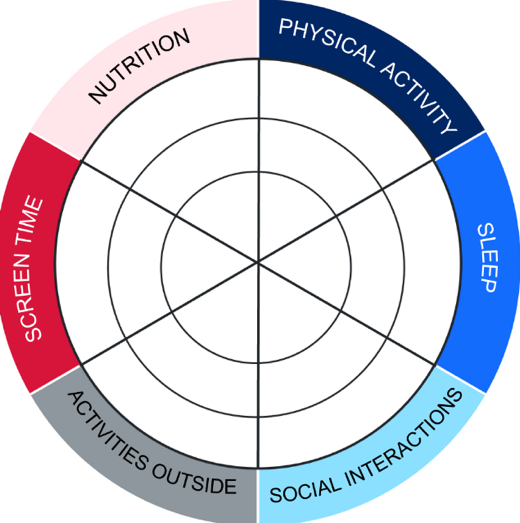 NUTRITION
PHYSICAL ACTIVITY
SLEEP
SOCIAL INTERACTIONS
ACTIVITIES OUTSIDE
SCREEN TIME